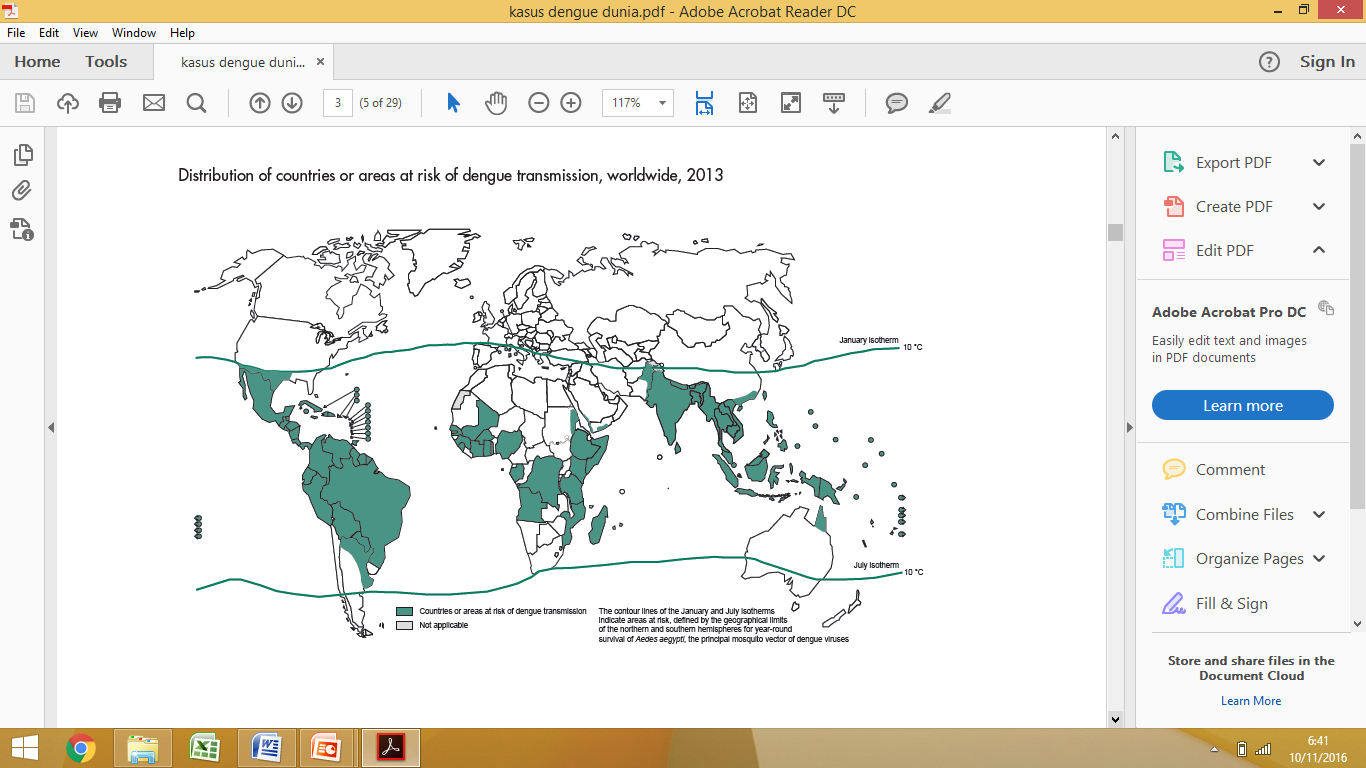 kasus dengue dunia.pdf - Adobe Acrobat Reader DC
File Edit View Window Help
Home Tools kasus dengue duni... × Sign In
3 (5 of 29) 117%
Distribution of countries or areas at risk of dengue transmission, worldwide, 2013
January isotherm 10 °C
July isotherm 10 °C
Countries or areas at risk of dengue transmission
Not applicable
The contour lines of the January and July isotherms
indicate areas at risk, defined by the geographical limits
of the northern and southern hemispheres for year-round
survival of Aedes aegypti, the principal mosquito vector of dengue viruses
Export PDF
Create PDF
Edit PDF
Adobe Acrobat Pro DC
Easily edit text and images
in PDF documents
Learn more
Comment
Combine Files
Organize Pages
Fill & Sign
Store and share files in the
Document Cloud
Learn More
6:41
10/11/2016